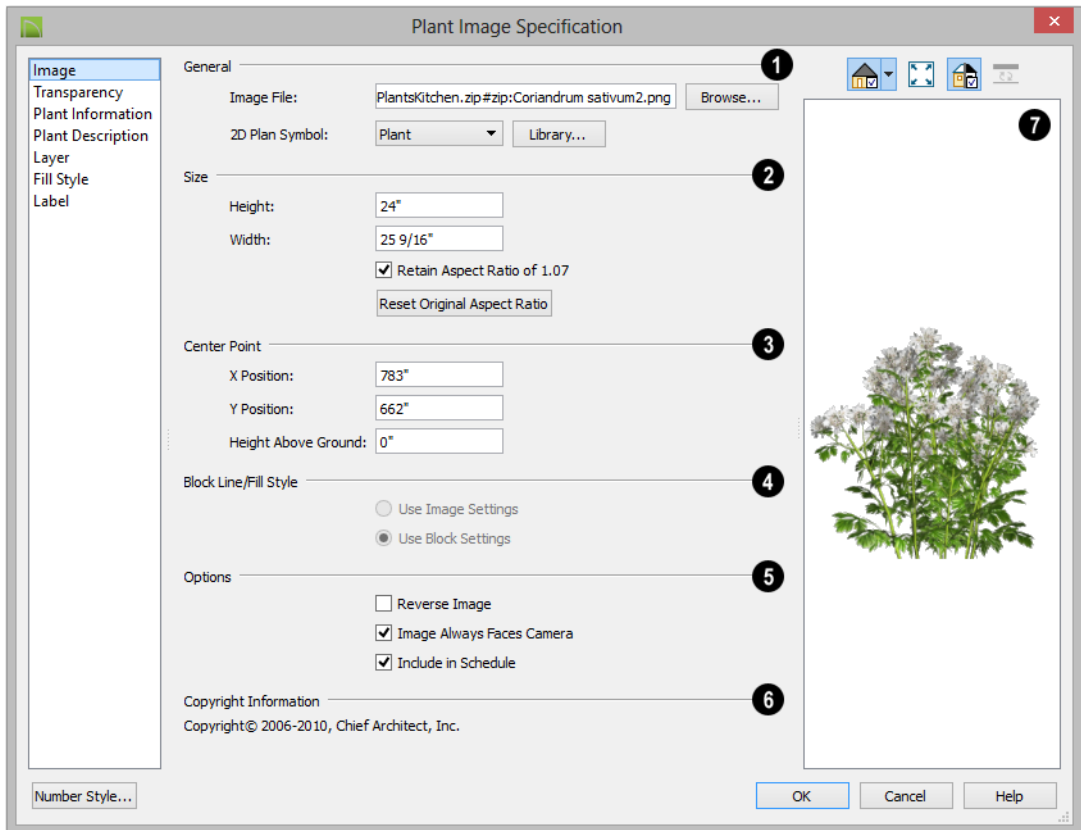 Plant Image Specification
Image
Transparency
Plant Information
Plant Description
Layer
Fill Style
Label
General 1
Image File: PlantsKitchen.zip#zip:Coriandrum sativum2.png Browse...
2D Plan Symbol: Plant Library...
Size 2
Height: 24"
Width: 25 9/16"
Retain Aspect Ratio of 1.07
Reset Original Aspect Ratio
Center Point 3
X Position: 783"
Y Position: 662"
Height Above Ground: 0"
Block Line/Fill Style 4
Use Image Settings
Use Block Settings
Options 5
Reverse Image
Image Always Faces Camera
Include in Schedule
Copyright Information 6
Copyright© 2006-2010, Chief Architect, Inc.
7
Number Style... OK Cancel Help